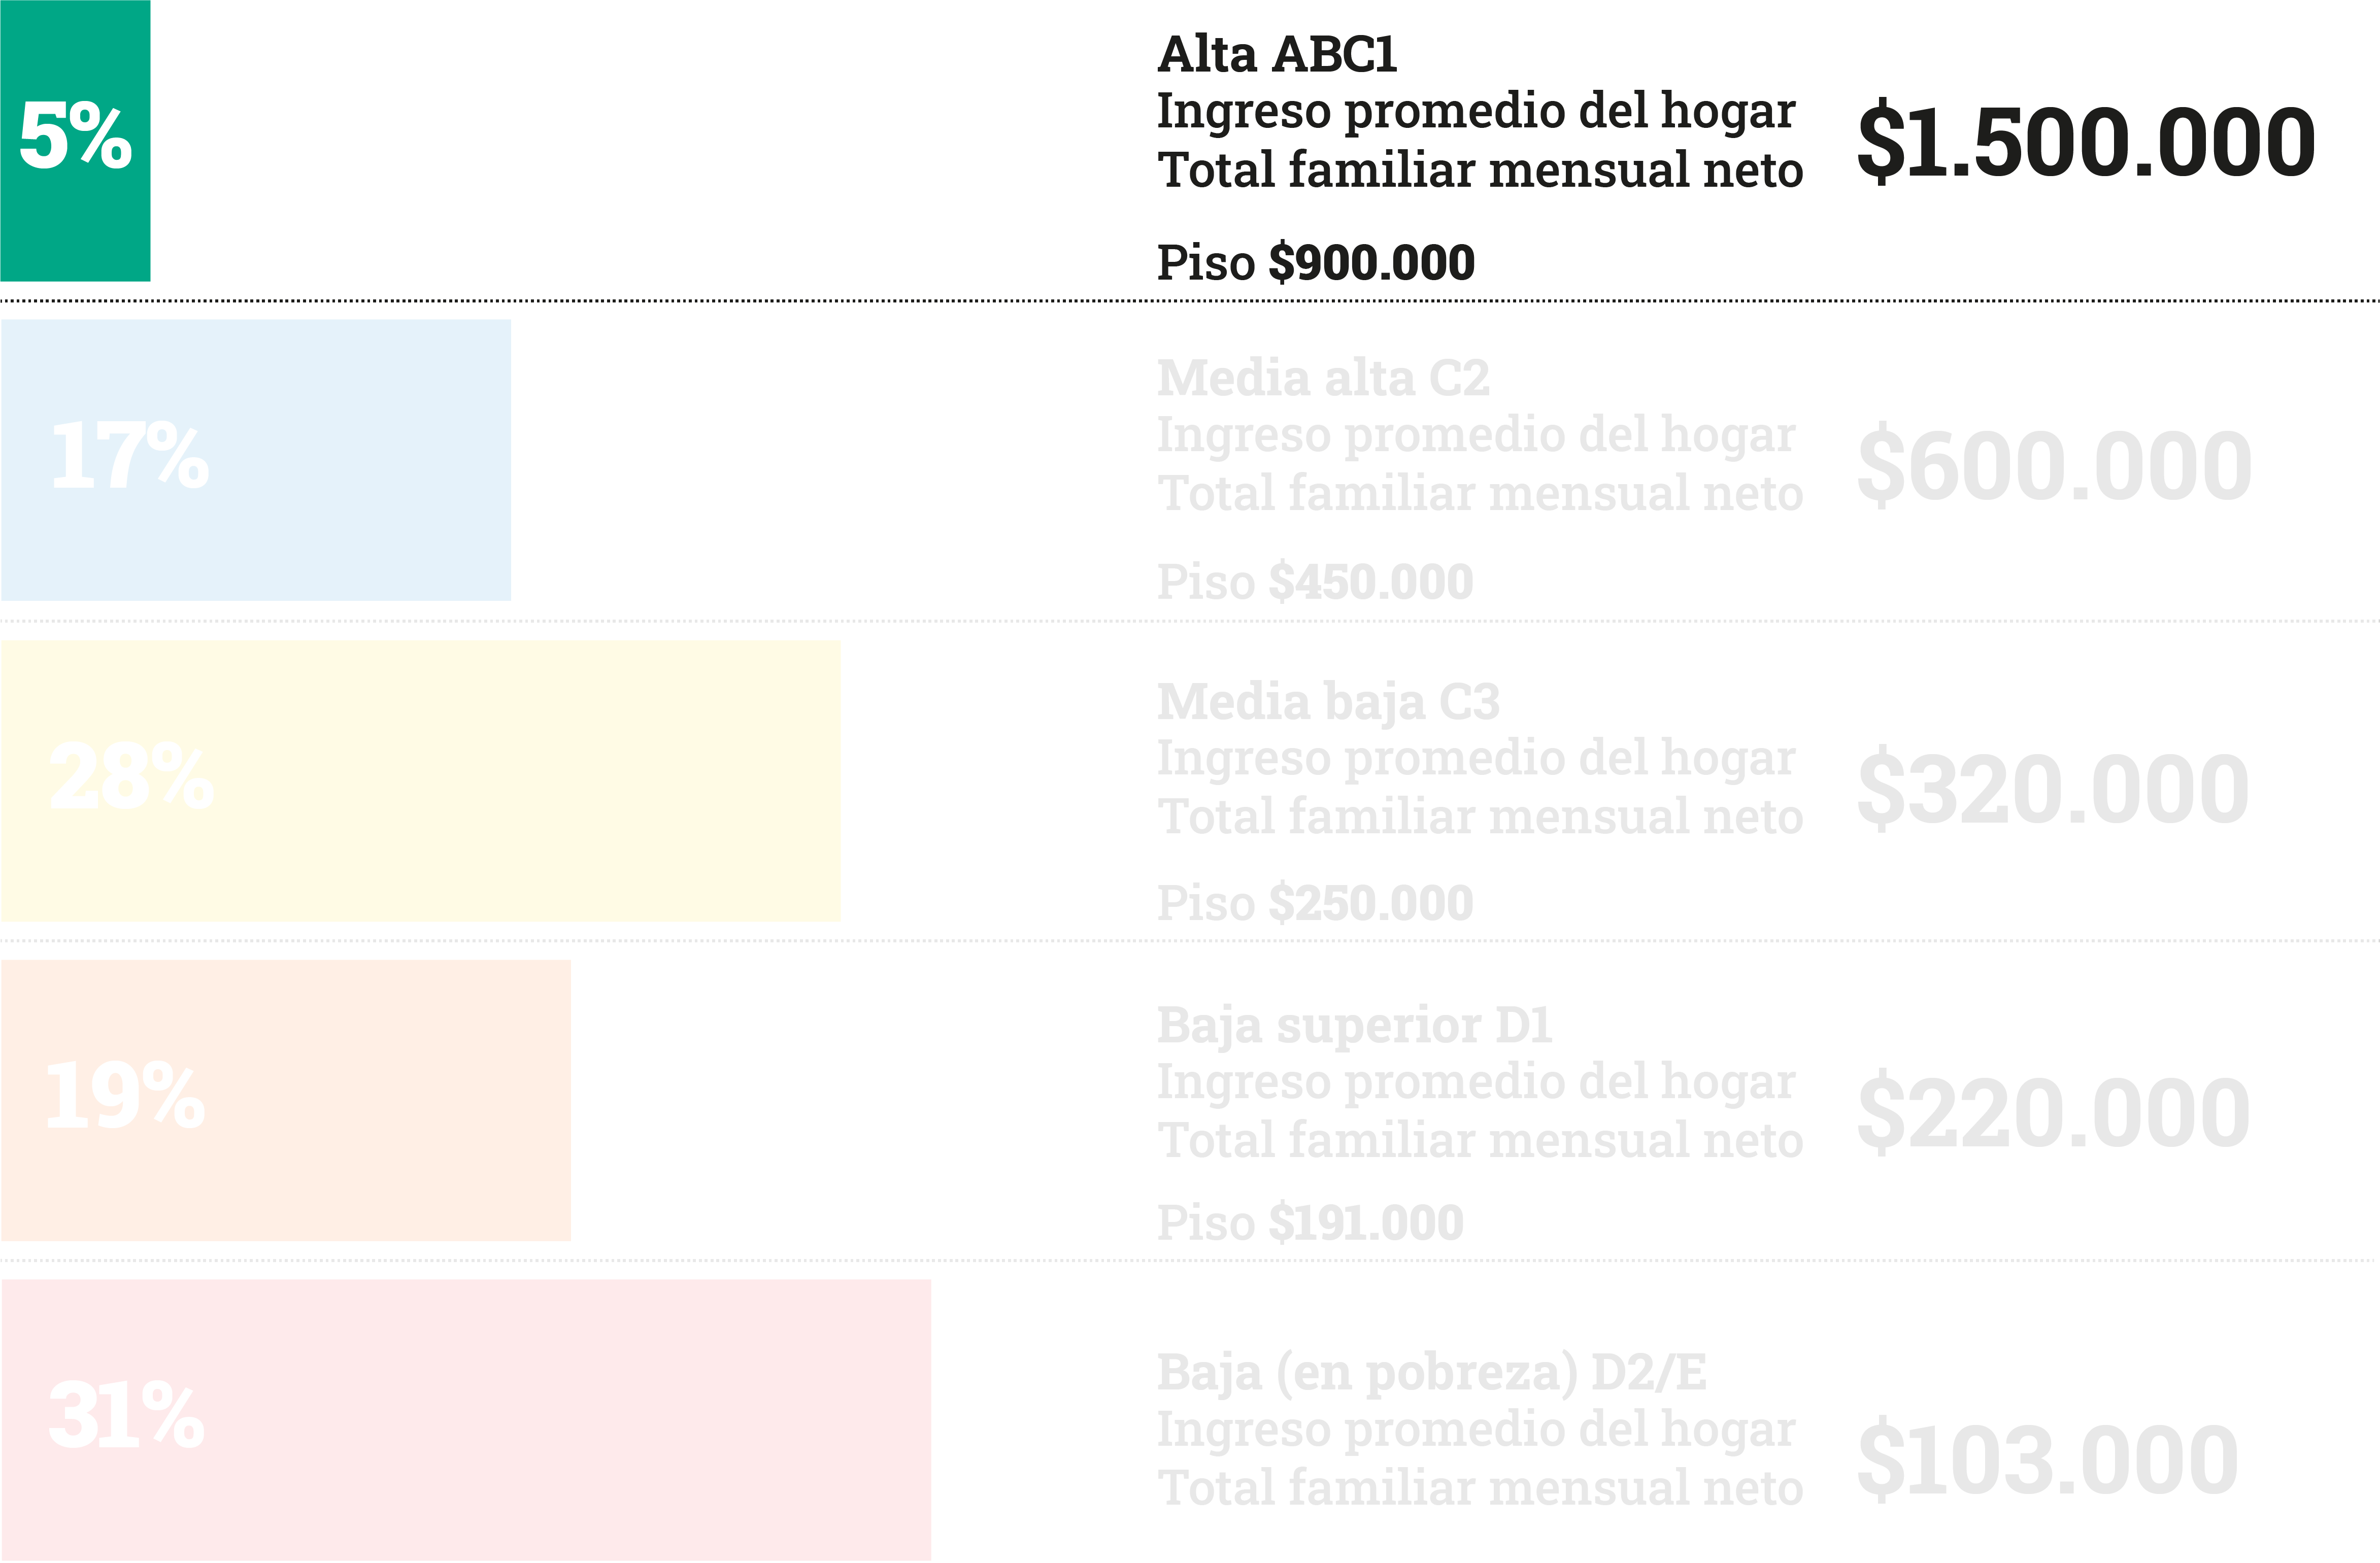 5%
Alta ABC1
Ingreso promedio del hogar
Total familiar mensual neto
$1.500.000
Piso $900.000
17%
Media alta C2
Ingreso promedio del hogar
Total familiar mensual neto
$600.000
Piso $450.000
28%
Media baja C3
Ingreso promedio del hogar
Total familiar mensual neto
$320.000
Piso $250.000
19%
Baja superior D1
Ingreso promedio del hogar
Total familiar mensual neto
$220.000
Piso $191.000
31%
Baja (en pobreza) D2/E
Ingreso promedio del hogar
Total familiar mensual neto
$103.000